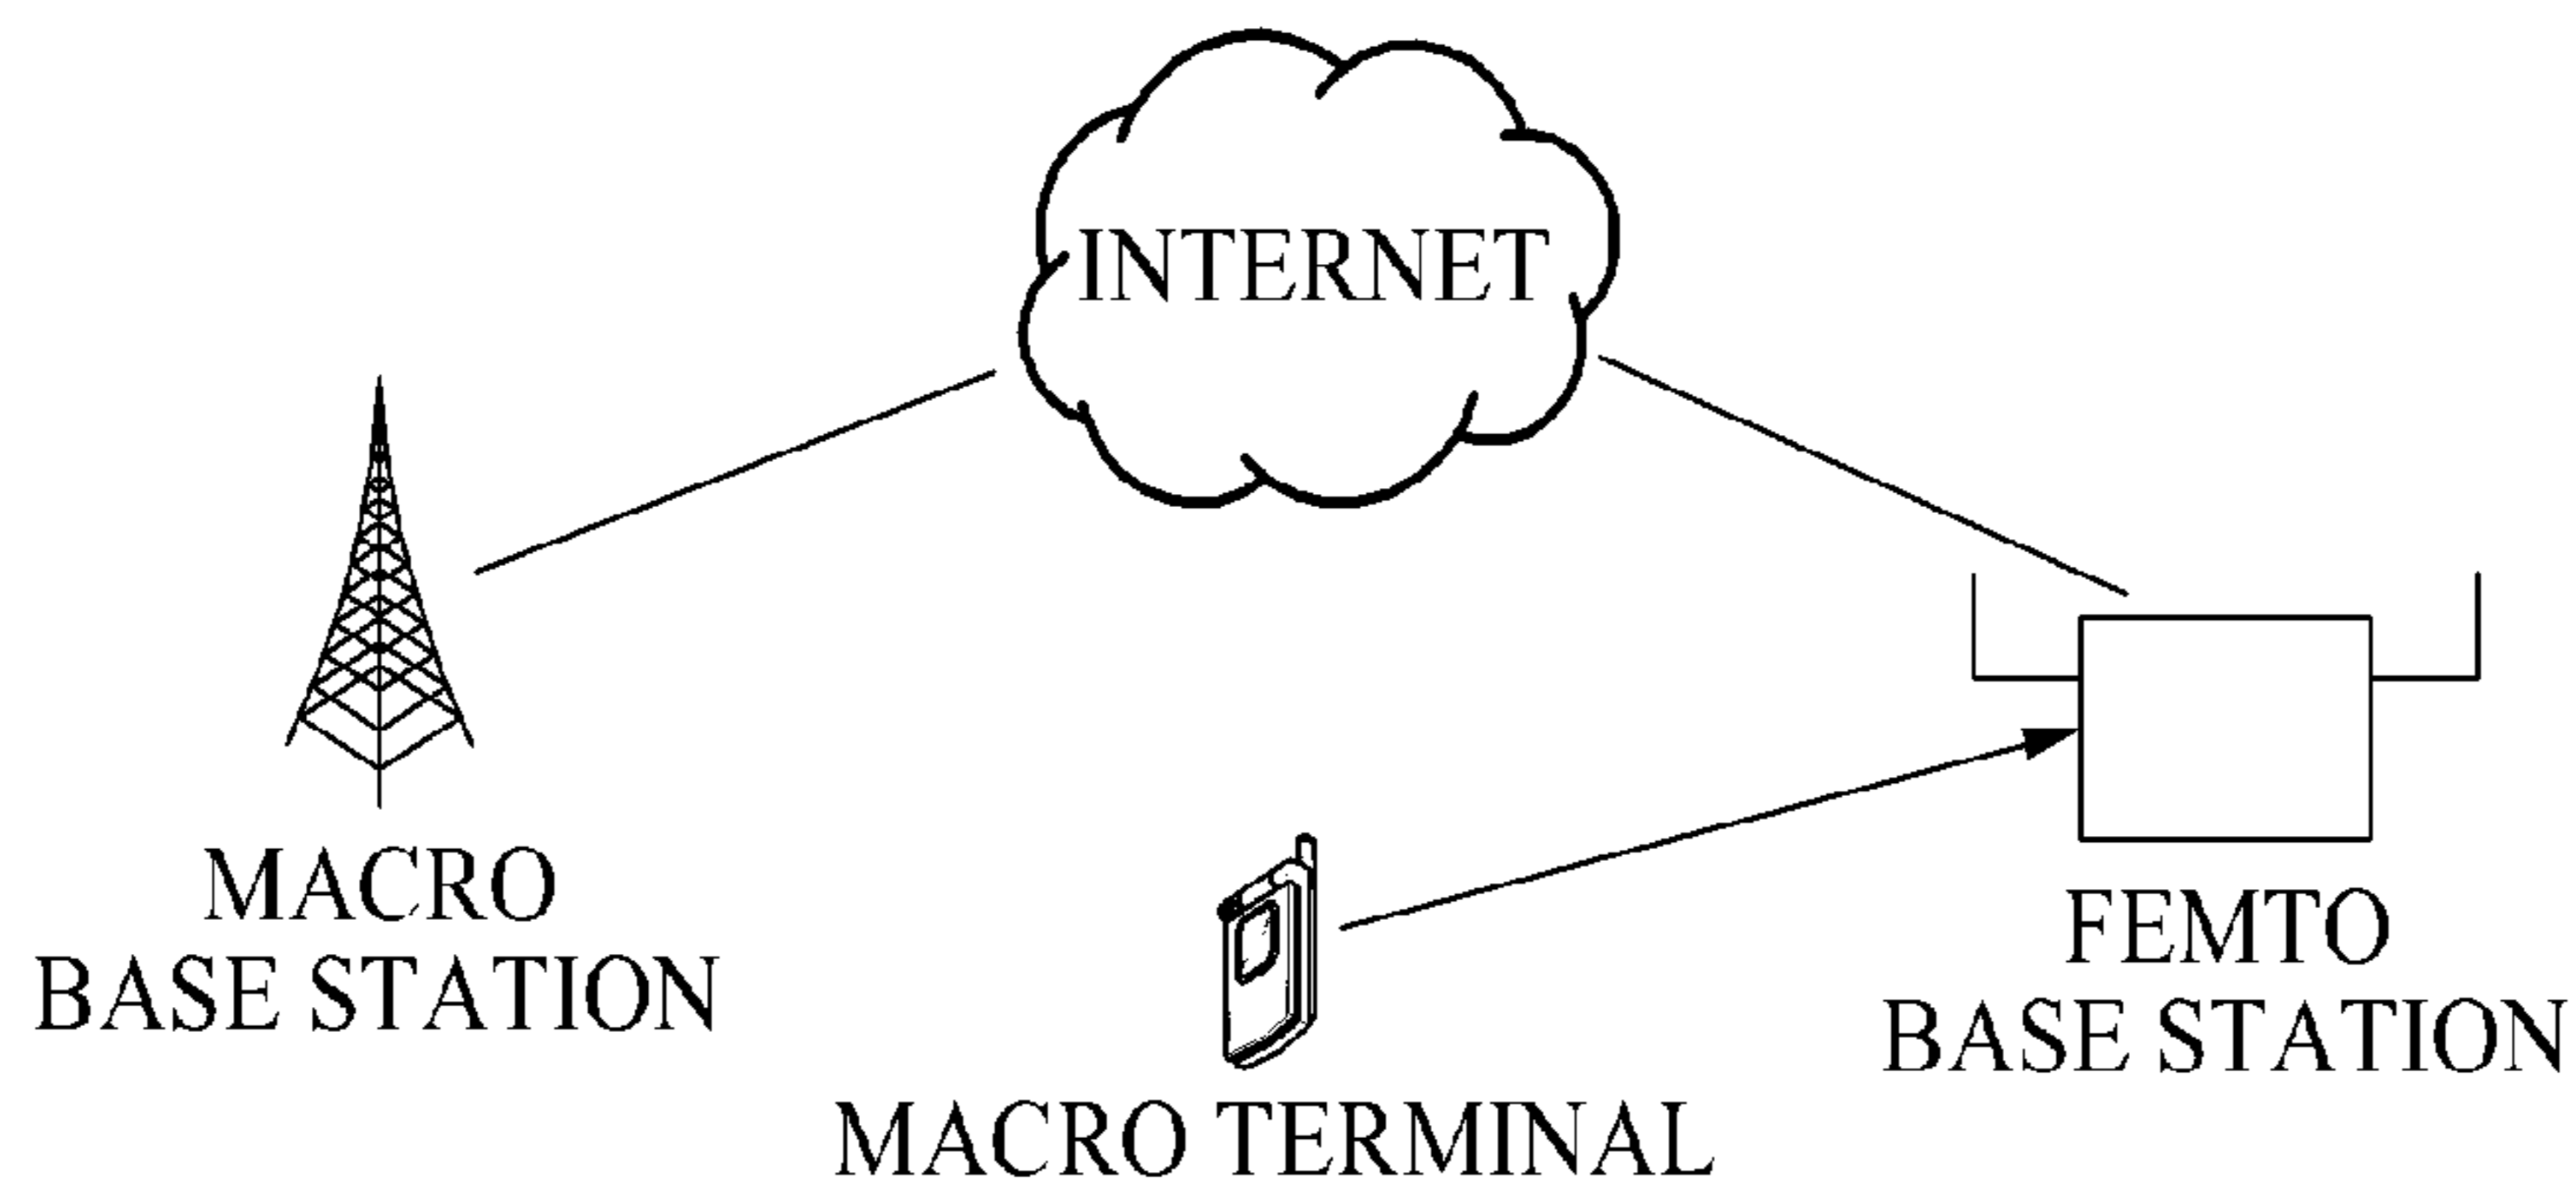 INTERNET
MACRO
BASE STATION
FEMTO
BASE STATION
MACRO TERMINAL